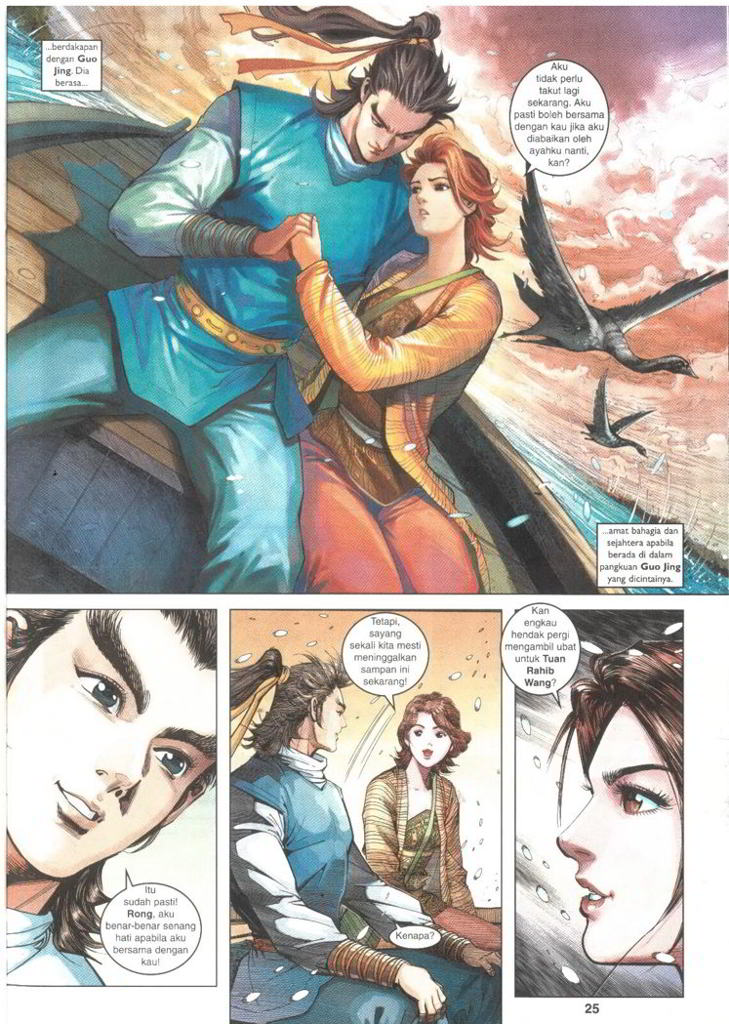 ...berdakapan
dengan Guo
Jing. Dia
berasa...
Aku
tidak perlu
takut lagi
sekarang. Aku
pasti boleh bersama
dengan kau jika aku
diabaikan oleh
ayahku nanti,
kan?
...amat bahagia dan
sejahtera apabila
berada di dalam
pangkuan Guo Jing
yang dicintainya.
Itu
sudah pasti!
Rong, aku
benar-benar senang
hati apabila aku
bersama dengan
kau!
Tetapi,
sayang
sekali kita mesti
meninggalkan
sampan ini
sekarang!
Kenapa?
Kan
engkau
hendak pergi
mengambil ubat
untuk Tuan
Rahib
Wang?
25